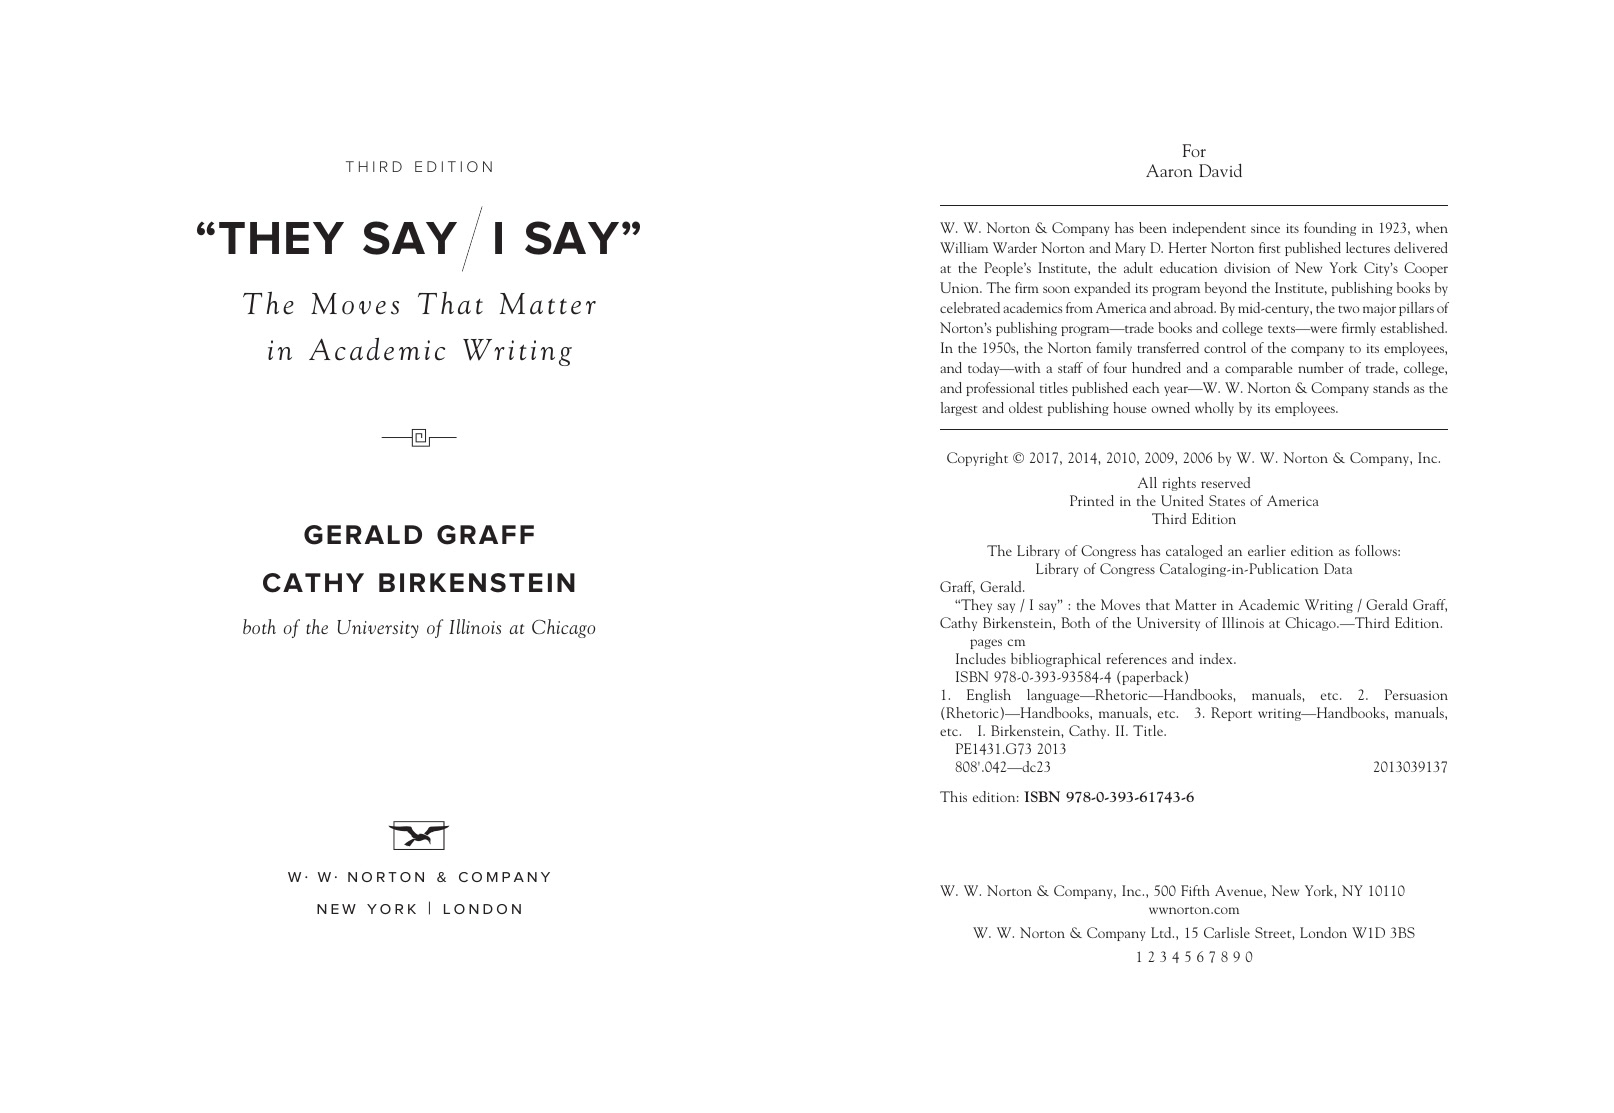 THIRD EDITION
“THEY SAY / I SAY”
The Moves That Matter
in Academic Writing
GERALD GRAFF
CATHY BIRKENSTEIN
both of the University of Illinois at Chicago
W· W· NORTON & COMPANY
NEW YORK | LONDON
For
Aaron David
W. W. Norton & Company has been independent since its founding in 1923, when
William Warder Norton and Mary D. Herter Norton first published lectures delivered
at the People’s Institute, the adult education division of New York City’s Cooper
Union. The firm soon expanded its program beyond the Institute, publishing books by
celebrated academics from America and abroad. By mid-century, the two major pillars of
Norton’s publishing program—trade books and college texts—were firmly established.
In the 1950s, the Norton family transferred control of the company to its employees,
and today—with a staff of four hundred and a comparable number of trade, college,
and professional titles published each year—W. W. Norton & Company stands as the
largest and oldest publishing house owned wholly by its employees.
Copyright © 2017, 2014, 2010, 2009, 2006 by W. W. Norton & Company, Inc.
All rights reserved
Printed in the United States of America
Third Edition
The Library of Congress has cataloged an earlier edition as follows:
Library of Congress Cataloging-in-Publication Data
Graff, Gerald.
“They say / I say” : the Moves that Matter in Academic Writing / Gerald Graff,
Cathy Birkenstein, Both of the University of Illinois at Chicago.—Third Edition.
pages cm
Includes bibliographical references and index.
ISBN 978-0-393-93584-4 (paperback)
1. English language—Rhetoric—Handbooks, manuals, etc. 2. Persuasion
(Rhetoric)—Handbooks, manuals, etc. 3. Report writing—Handbooks, manuals,
etc. I. Birkenstein, Cathy. II. Title.
PE1431.G73 2013
808'.042—dc23 2013039137
This edition: ISBN 978-0-393-61743-6
W. W. Norton & Company, Inc., 500 Fifth Avenue, New York, NY 10110
wwnorton.com
W. W. Norton & Company Ltd., 15 Carlisle Street, London W1D 3BS
1 2 3 4 5 6 7 8 9 0